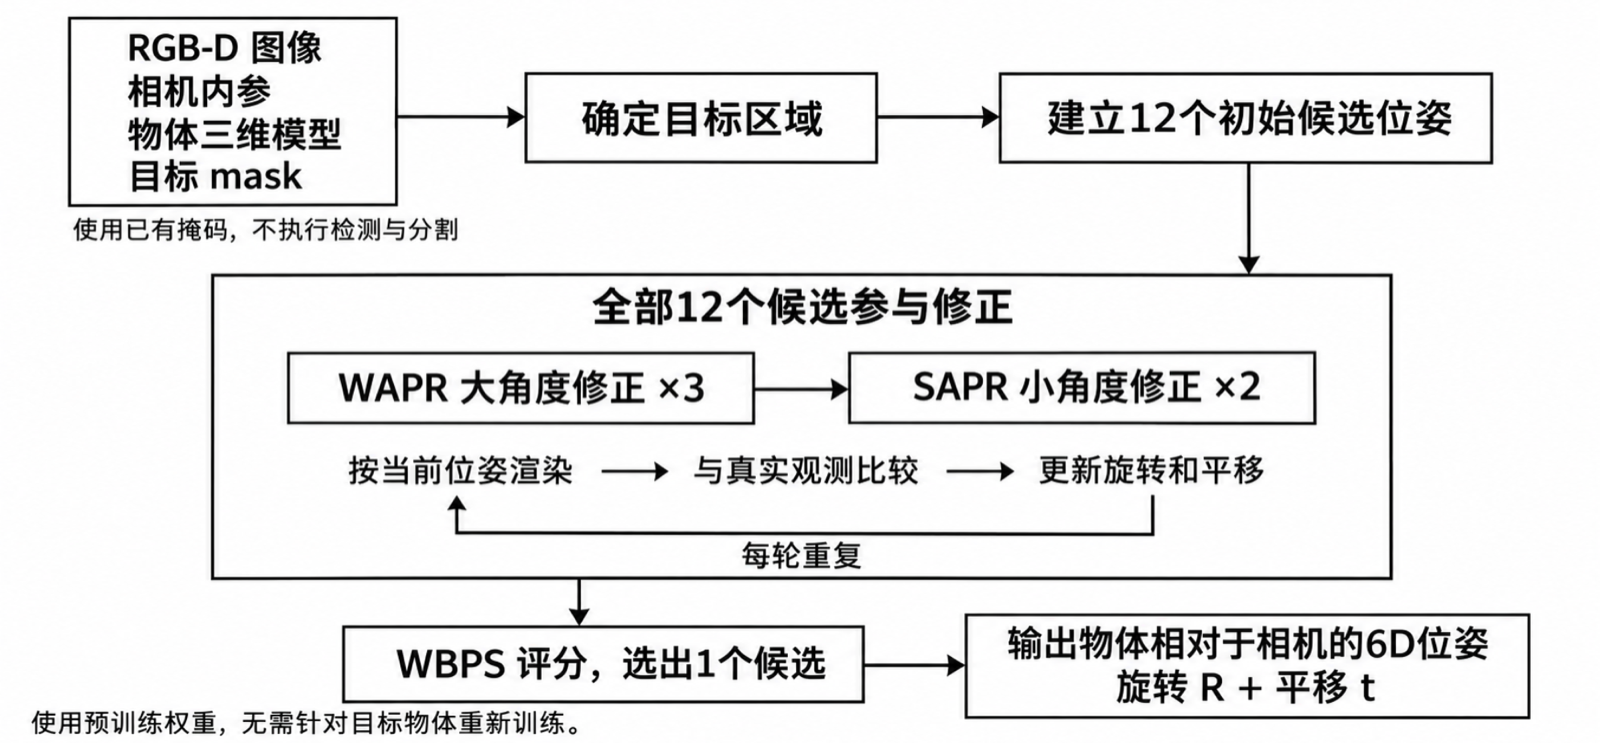 RGB-D 图像
相机内参
物体三维模型
目标 mask
使用已有掩码，不执行检测与分割
确定目标区域
建立12个初始候选位姿
全部12个候选参与修正
WAPR 大角度修正 ×3
SAPR 小角度修正 ×2
按当前位姿渲染
与真实观测比较
更新旋转和平移
每轮重复
WBPS 评分，选出1个候选
输出物体相对于相机的6D位姿
旋转 R + 平移 t
使用预训练权重，无需针对目标物体重新训练。